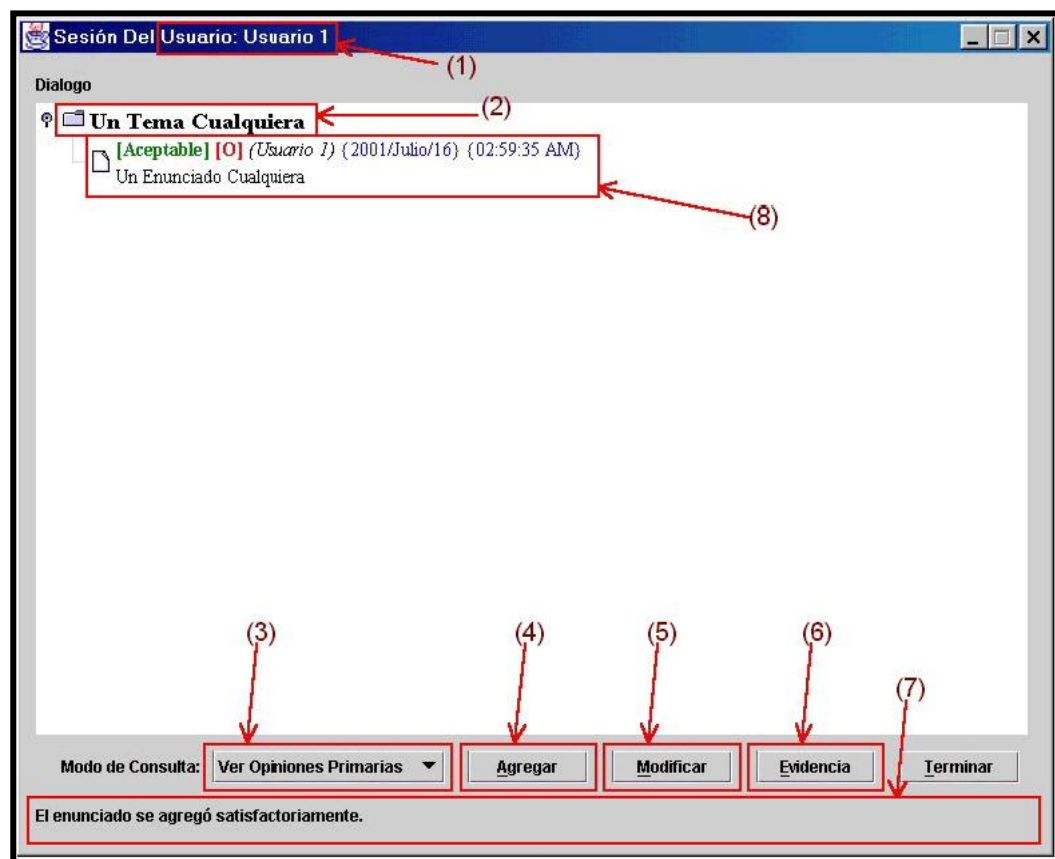 Sesión Del Usuario: Usuario 1
(1)
Dialogo
Un Tema Cualquiera
(2)
[Aceptable] [O] (Usuario 1) {2001/Julio/16} {02:59:35 AM}
Un Enunciado Cualquiera
(8)
(3) (4) (5) (6)
(7)
Modo de Consulta: Ver Opiniones Primarias Agregar Modificar Evidencia Terminar
El enunciado se agregó satisfactoriamente.